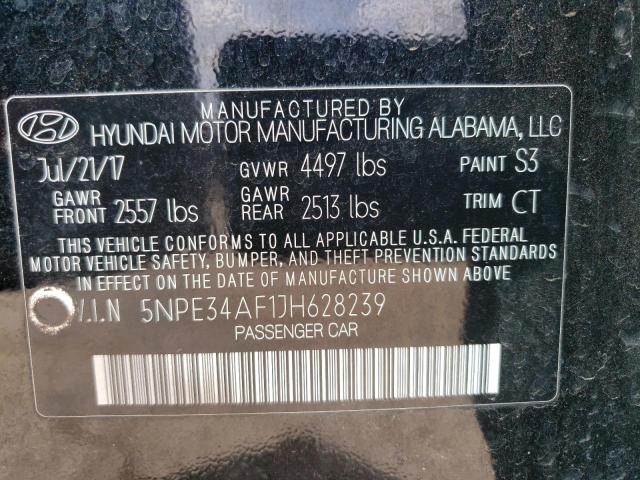 MANUFACTURED BY
HYUNDAI MOTOR MANUFACTURING ALABAMA, LLC
Jul/21/17 GVWR 4497 lbs PAINT S3
GAWR FRONT 2557 lbs GAWR REAR 2513 lbs TRIM CT
THIS VEHICLE CONFORMS TO ALL APPLICABLE U.S.A. FEDERAL
MOTOR VEHICLE SAFETY, BUMPER, AND THEFT PREVENTION STANDARDS
IN EFFECT ON THE DATE OF MANUFACTURE SHOWN ABOVE
V.I.N 5NPE34AF1JH628239
PASSENGER CAR